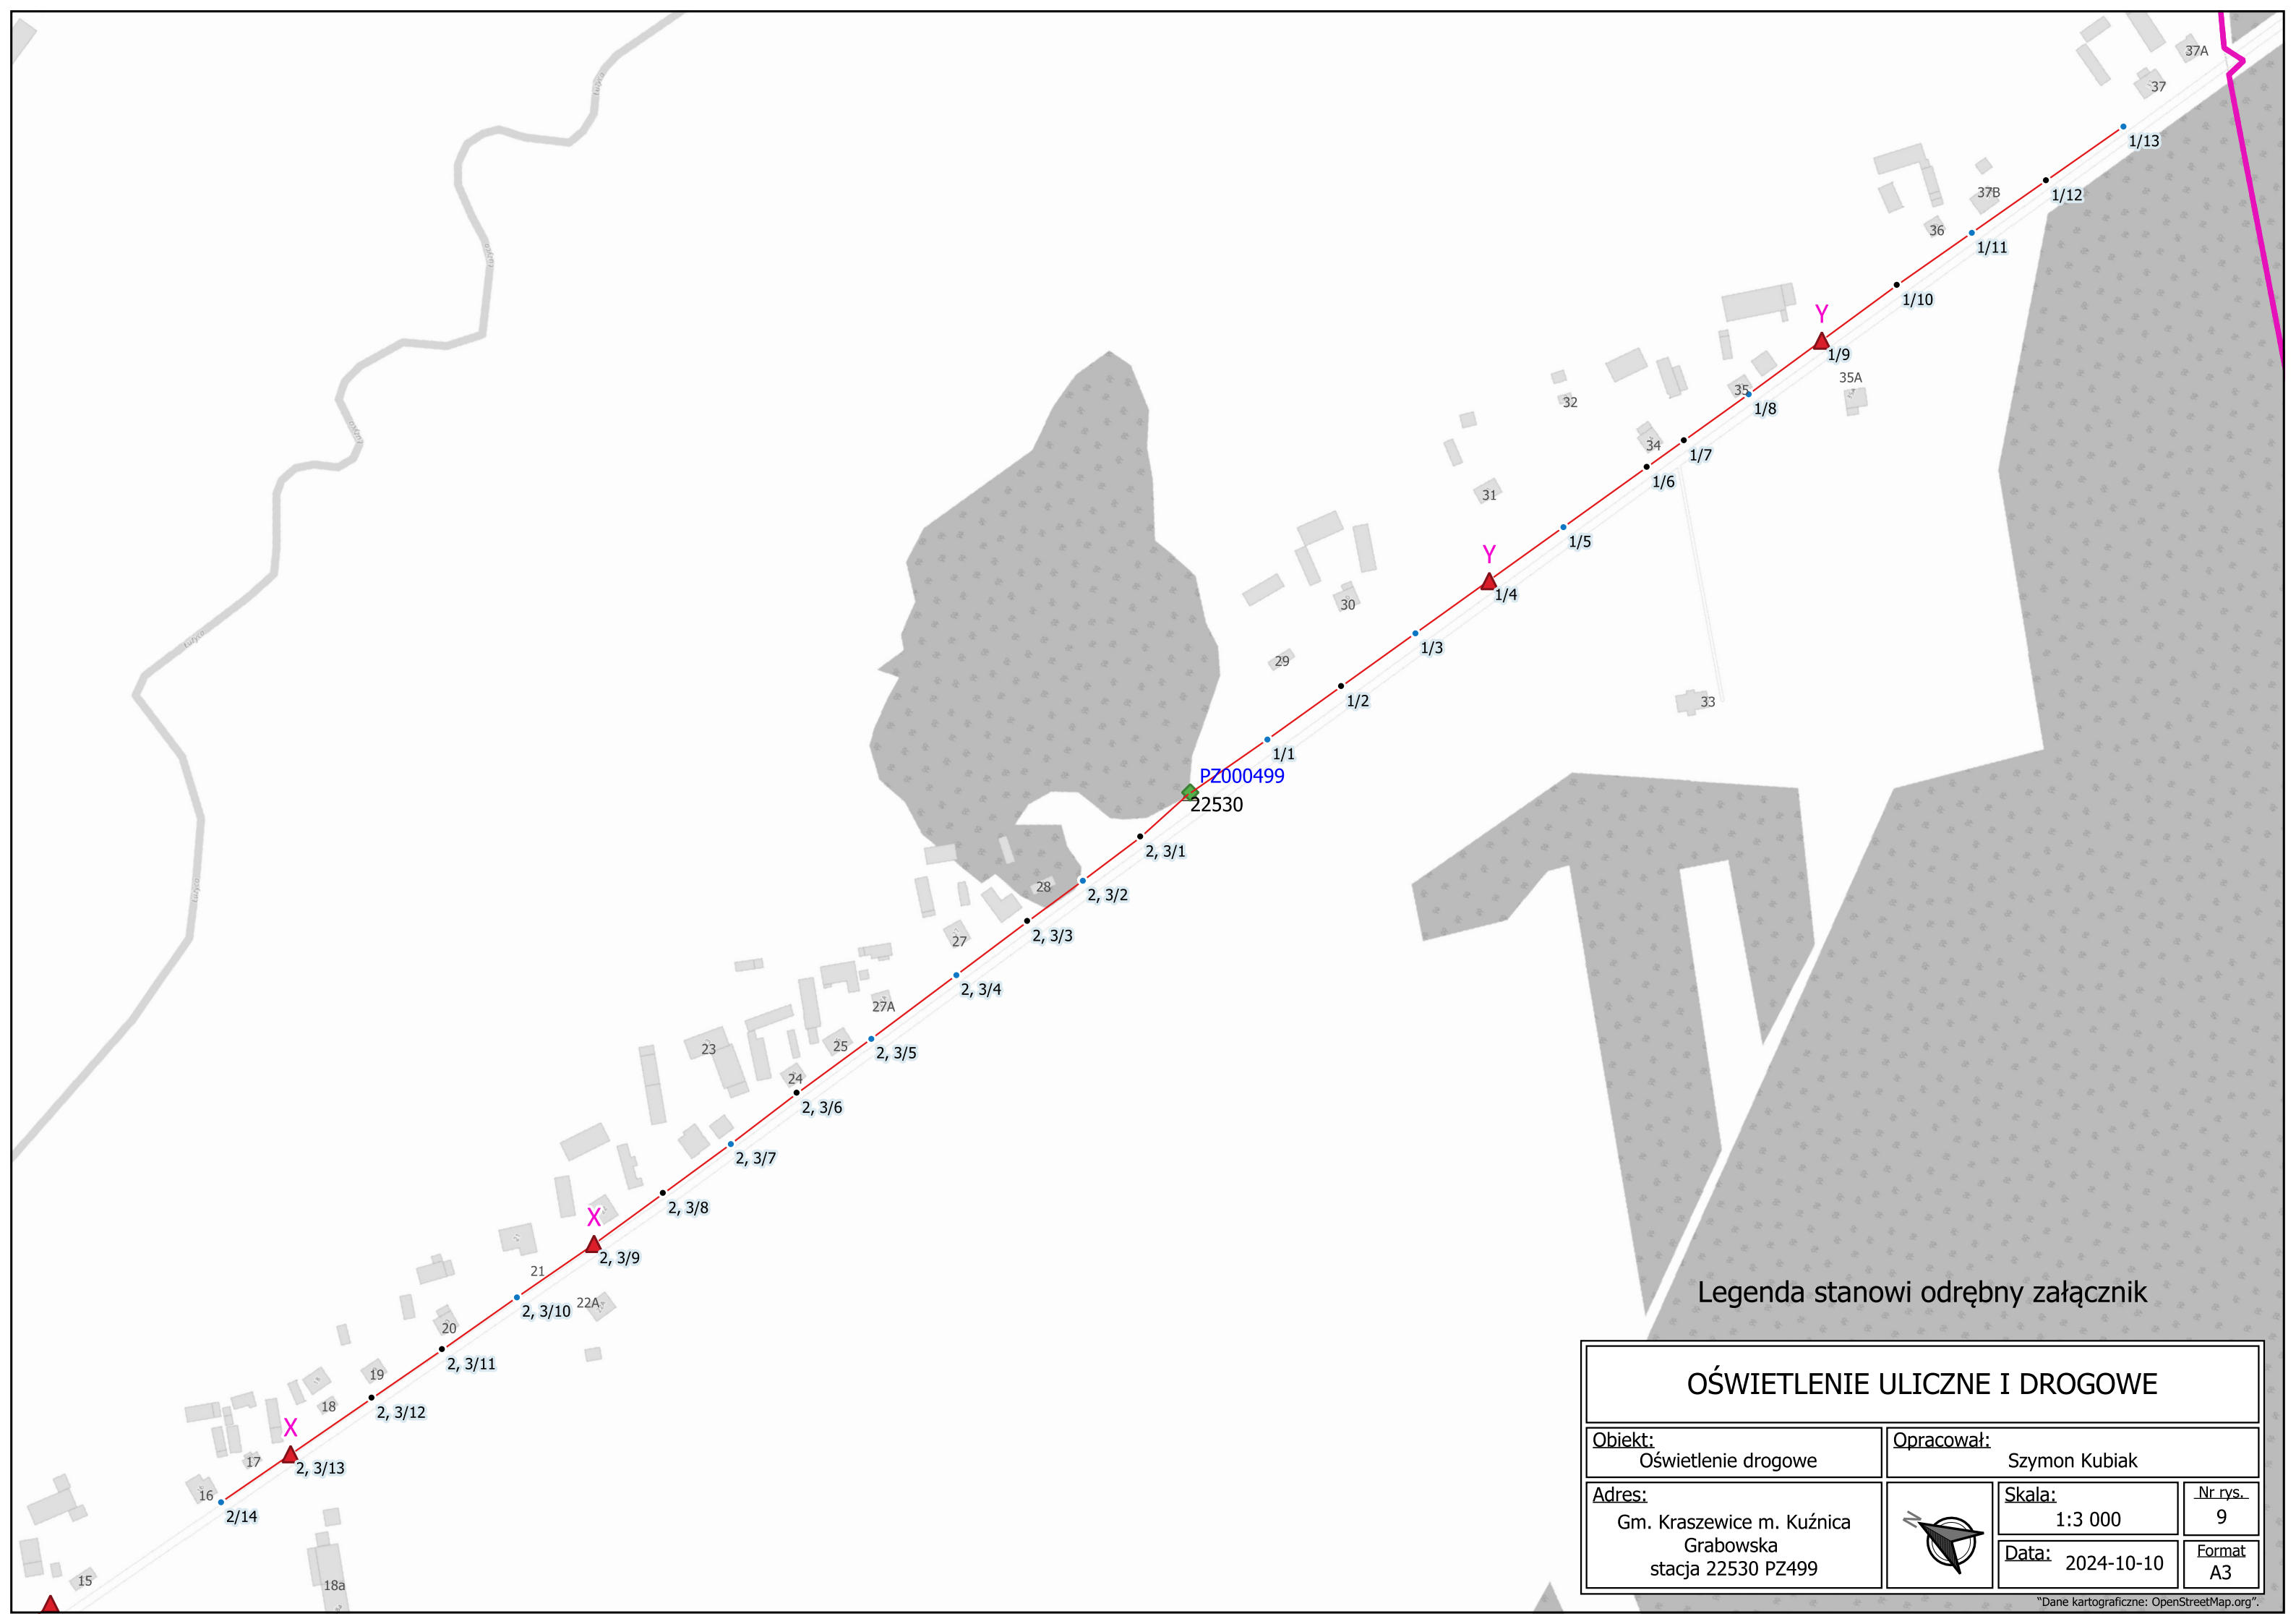 37A
37
1/13
37B
1/12
36
1/11
1/10
Y
1/9
35A
35
1/8
32
34
1/7
1/6
31
1/5
Y
1/4
30
1/3
29
1/2
33
1/1
PZ000499
22530
2, 3/1
28
2, 3/2
27
2, 3/3
2, 3/4
27A
25
2, 3/5
23
24
2, 3/6
2, 3/7
2, 3/8
X
2, 3/9
21
22A
2, 3/10
20
2, 3/11
19
2, 3/12
18
X
17
2, 3/13
16
2/14
15
18a
Łużyca
Łużyca
Łużyca
Łużyca
Łużyca
Legenda stanowi odrębny załącznik
OŚWIETLENIE ULICZNE I DROGOWE
Obiekt:
Oświetlenie drogowe
Opracował:
Szymon Kubiak
Adres:
Gm. Kraszewice m. Kuźnica
Grabowska
stacja 22530 PZ499
N
Skala:
1:3 000
Nr rys.
9
Data: 2024-10-10
Format
A3
"Dane kartograficzne: OpenStreetMap.org".